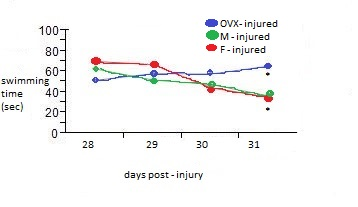 OVX- injured
M - injured
F - injured
100
80
60
40
20
0
swimming
time
(sec)
28 29 30 31
days post - injury